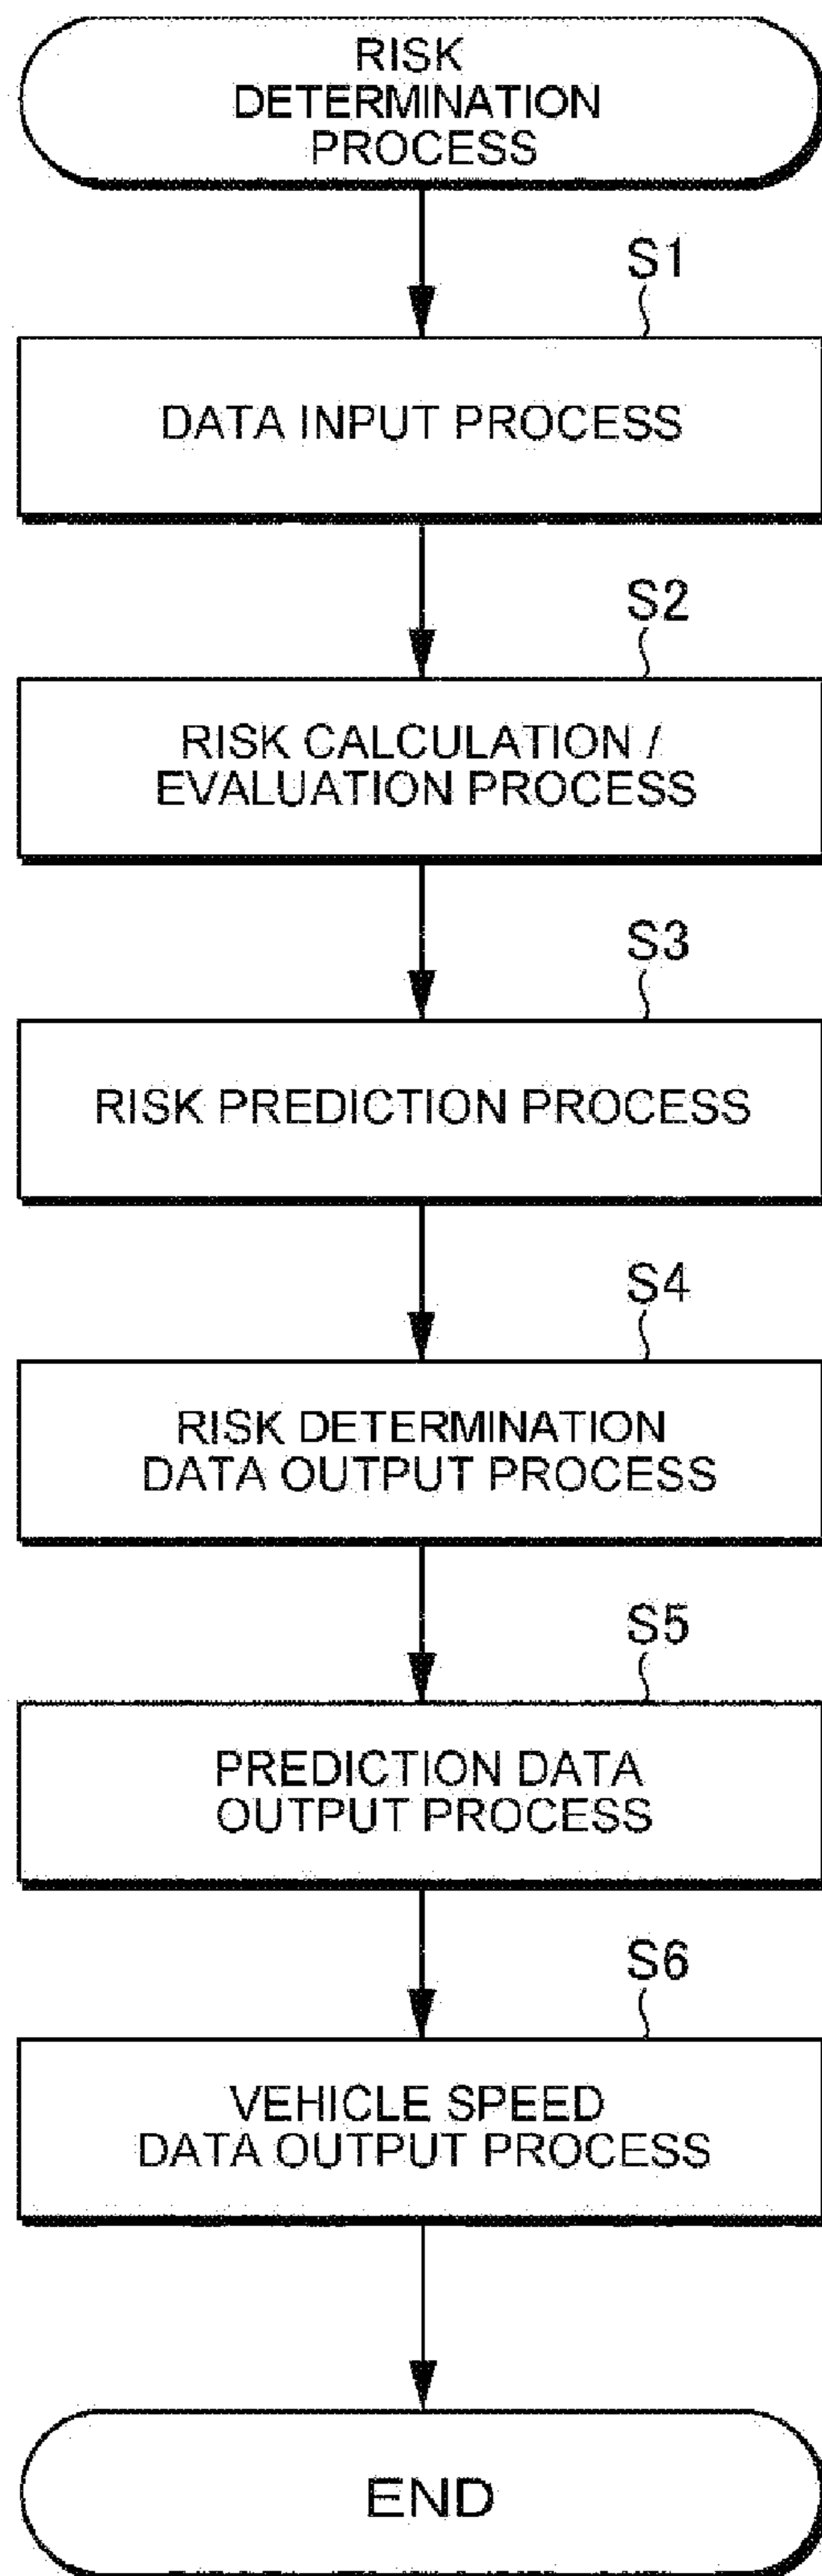 RISK
DETERMINATION
PROCESS
S1
DATA INPUT PROCESS
S2
RISK CALCULATION /
EVALUATION PROCESS
S3
RISK PREDICTION PROCESS
S4
RISK DETERMINATION
DATA OUTPUT PROCESS
S5
PREDICTION DATA
OUTPUT PROCESS
S6
VEHICLE SPEED
DATA OUTPUT PROCESS
END